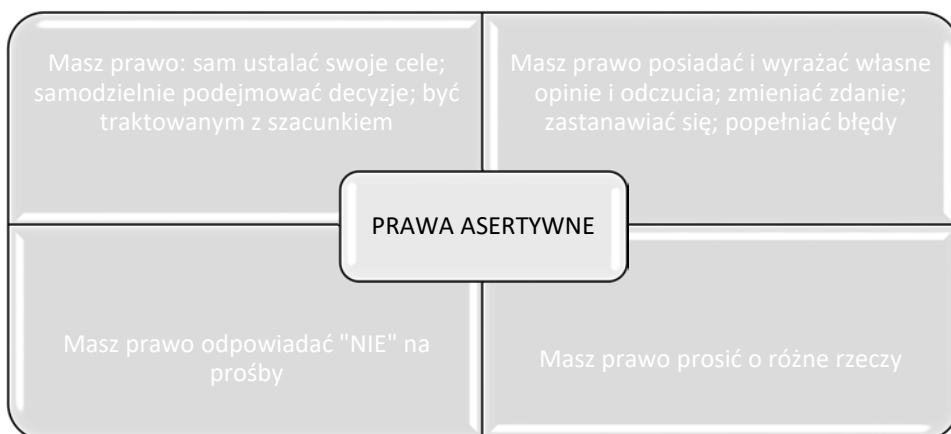 Masz prawo: sam ustalać swoje cele;
samodzielnie podejmować decyzje; być
traktowanym z szacunkiem
Masz prawo posiadać i wyrażać własne
opinie i odczucia; zmieniać zdanie;
zastanawiać się; popełniać błędy
PRAWA ASERTYWNE
Masz prawo odpowiadać "NIE" na
prośby
Masz prawo prosić o różne rzeczy